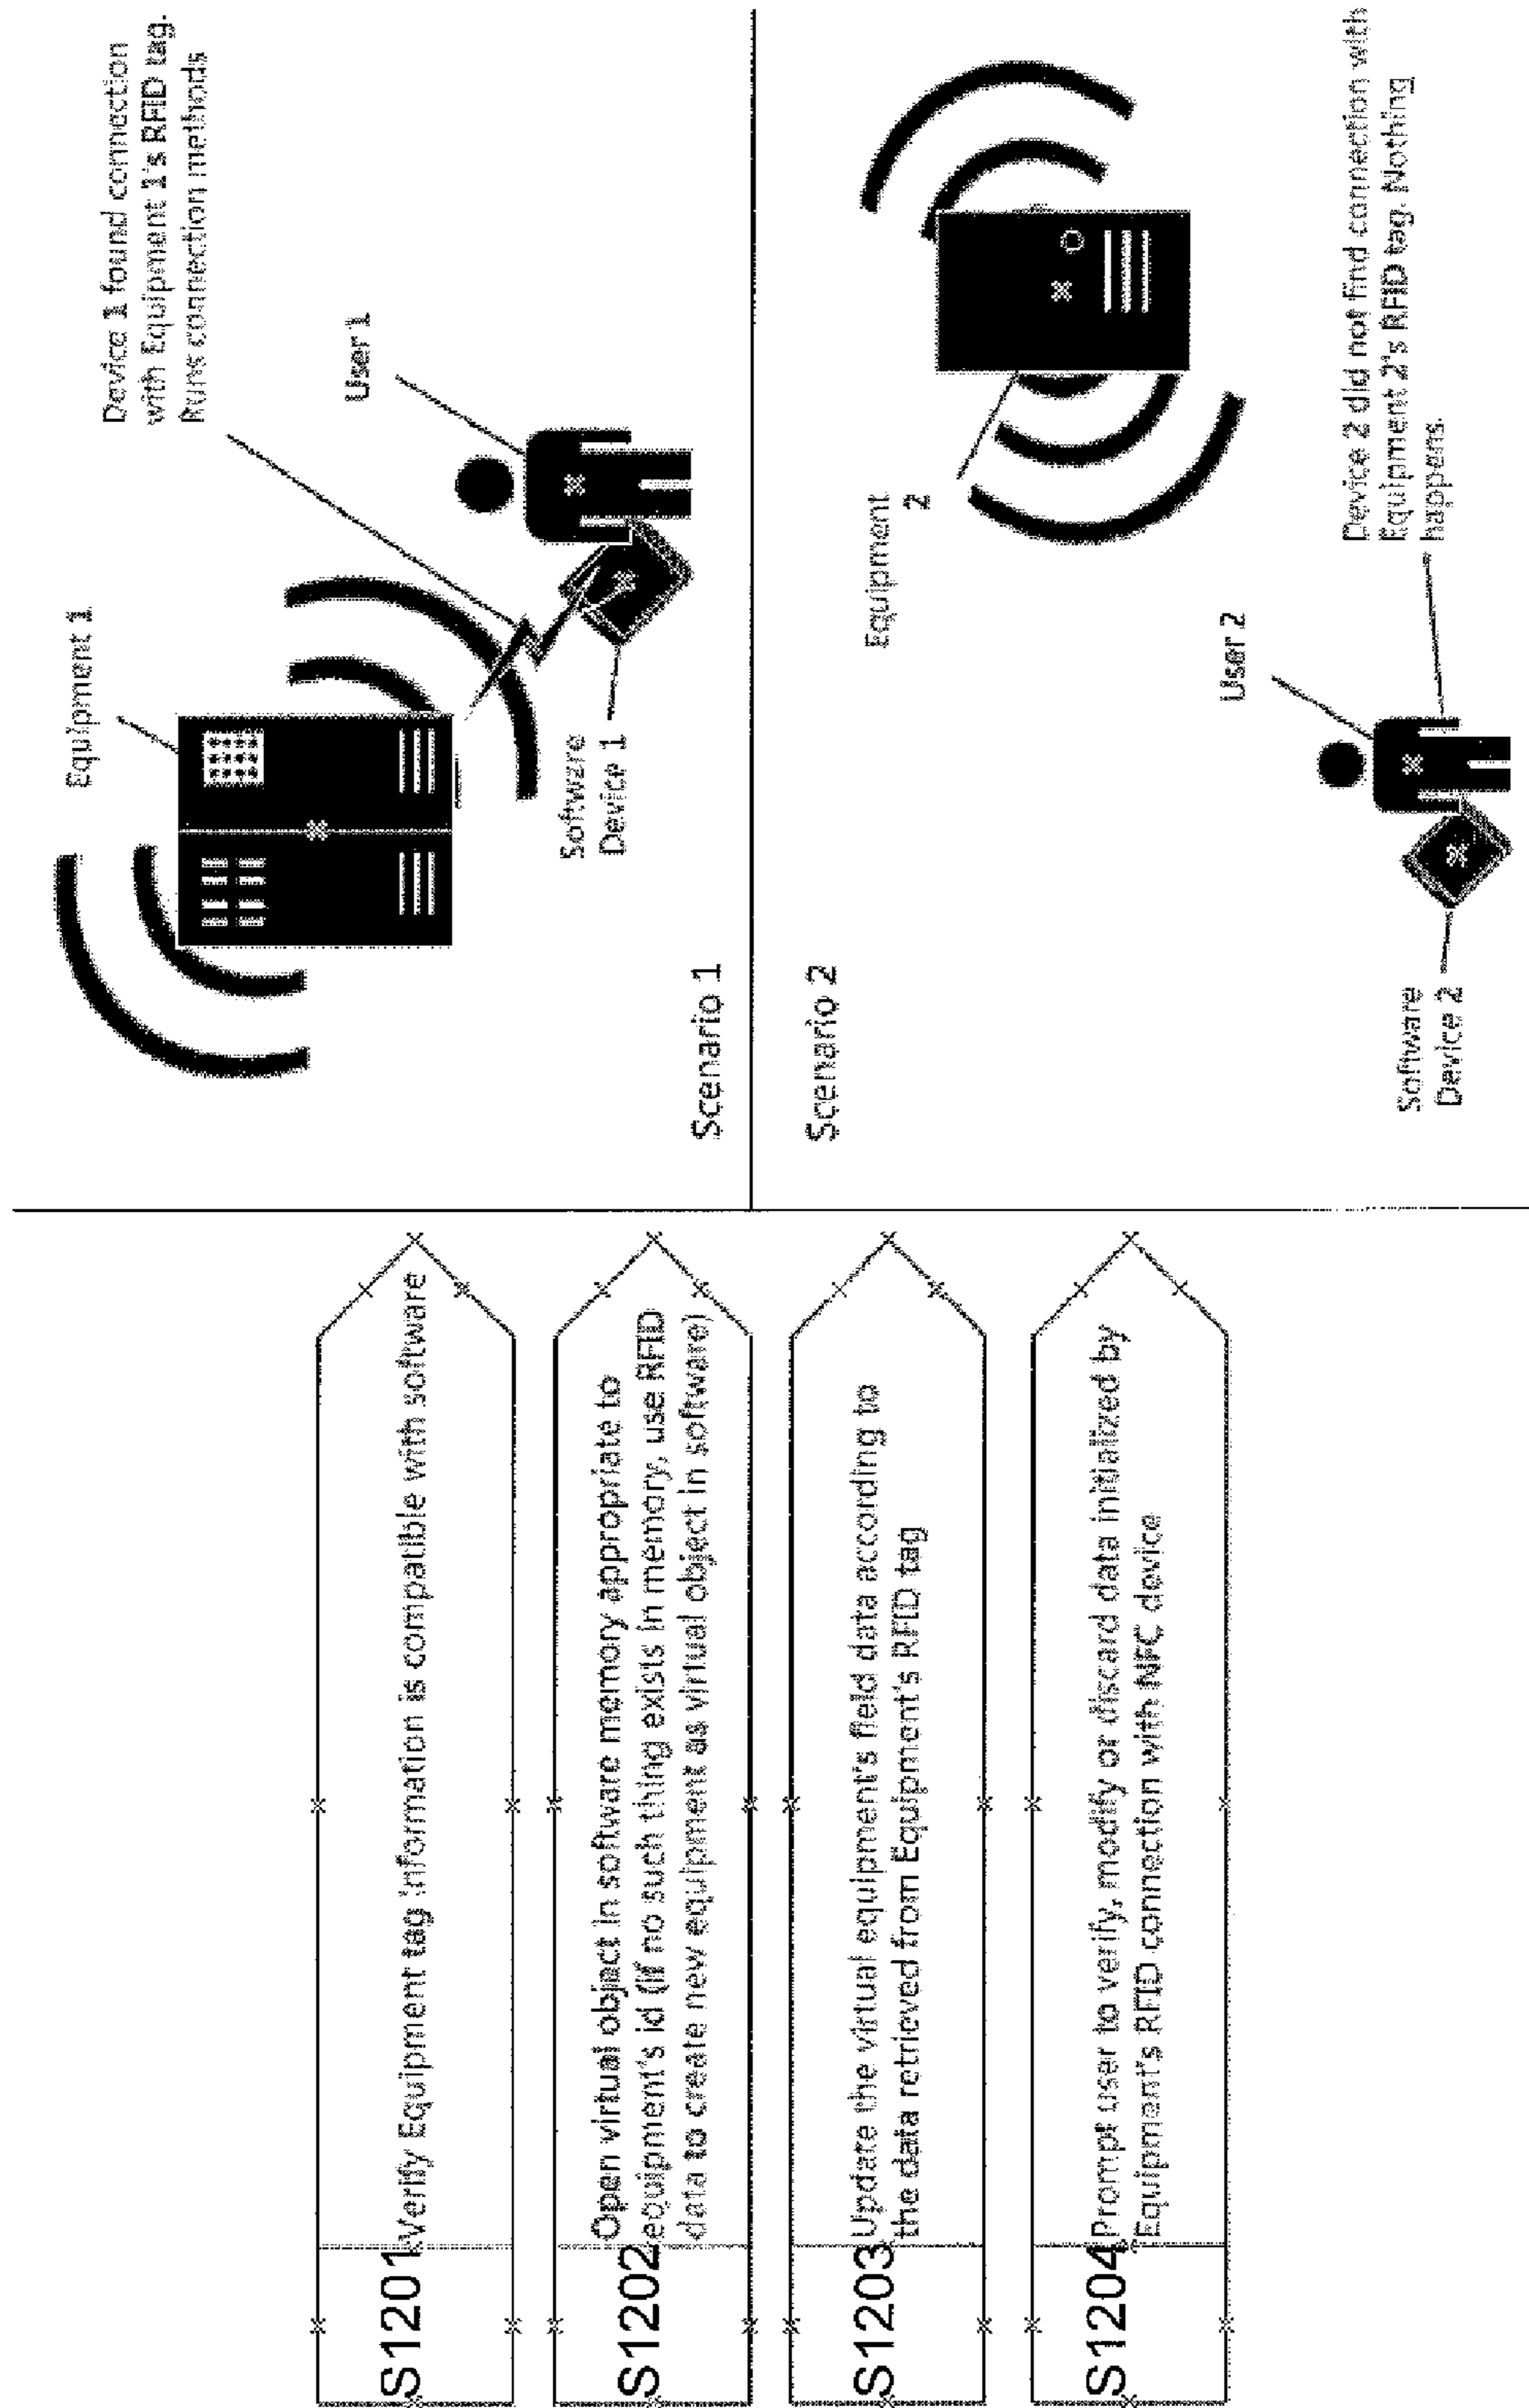 S1201
Verify Equipment tag information is compatible with software
S1202
Open virtual object in software memory appropriate to
equipment's id (if no such thing exists in memory, use RFID
data to create new equipment as virtual object in software)
S1203
Update the virtual equipment's field data according to
the data retrieved from Equipment's RFID tag
S1204
Prompt user to verify, modify or discard data initialized by
Equipment's RFID connection with NFC device
Equipment 1
Device 1 found connection
with Equipment 1's RFID tag.
Runs connection methods
User 1
Software
Device 1
Scenario 1
Scenario 2
Equipment
2
User 2
Device 2 did not find connection with
Equipment 2's RFID tag. Nothing
happens.
Software
Device 2